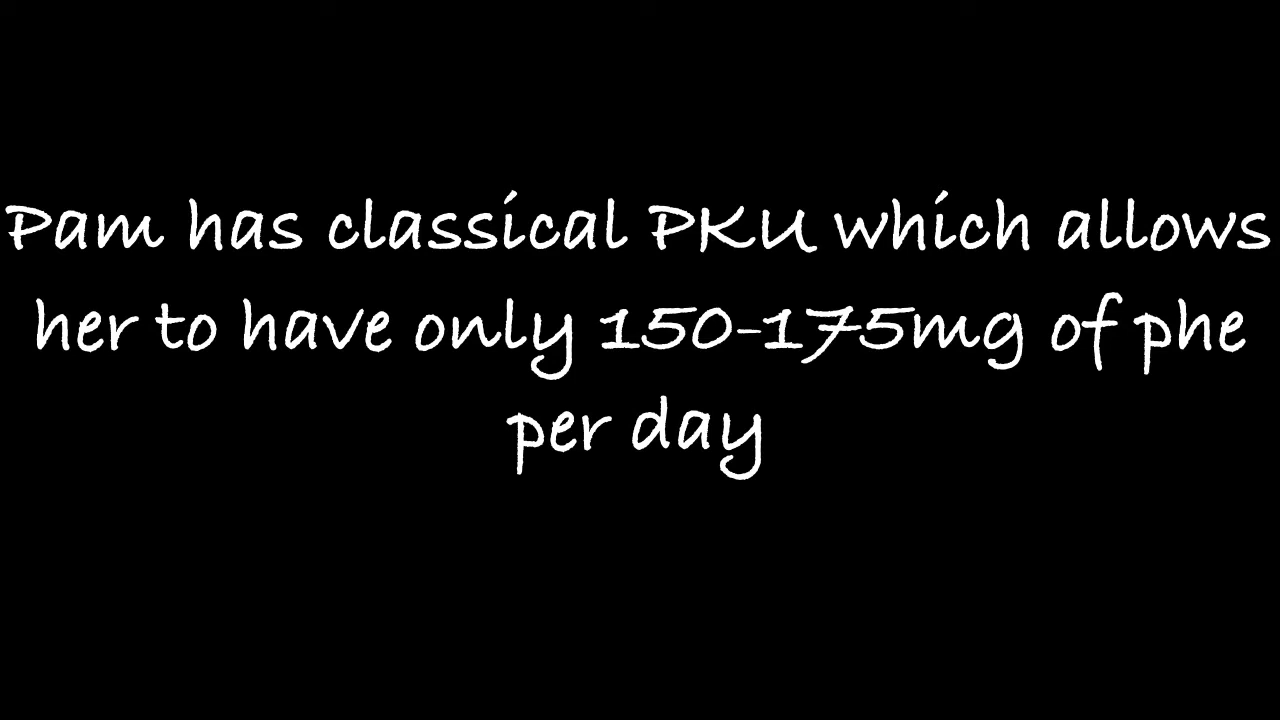 Pam has classical PKU which allows
her to have only 150-175mg of phe
per day